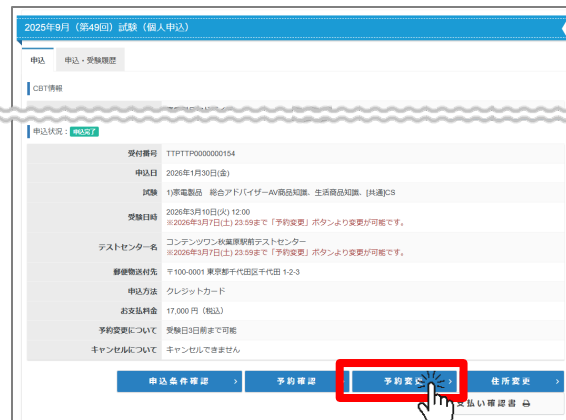 2025年9月（第49回）試験（個人申込）
申込 申込・受験履歴
CBT情報
申込状況： 申込完了
受付番号 TTPTTP0000000154
申込日 2026年1月30日(金)
試験 1)家電製品 総合アドバイザーAV商品知識、生活商品知識、[共通]CS
受験日時 2026年3月10日(火) 12:00
※2026年3月7日(土) 23:59まで「予約変更」ボタンより変更が可能です。
テストセンター名 コンテンツワン秋葉原駅前テストセンター
※2026年3月7日(土) 23:59まで「予約変更」ボタンより変更が可能です。
郵便物送付先 〒100-0001 東京都千代田区千代田 1-2-3
申込方法 クレジットカード
お支払料金 17,000 円（税込）
予約変更について 受験日3日前まで可能
キャンセルについて キャンセルできません
申込条件確認 予約確認 予約変更 住所変更
支払い確認書